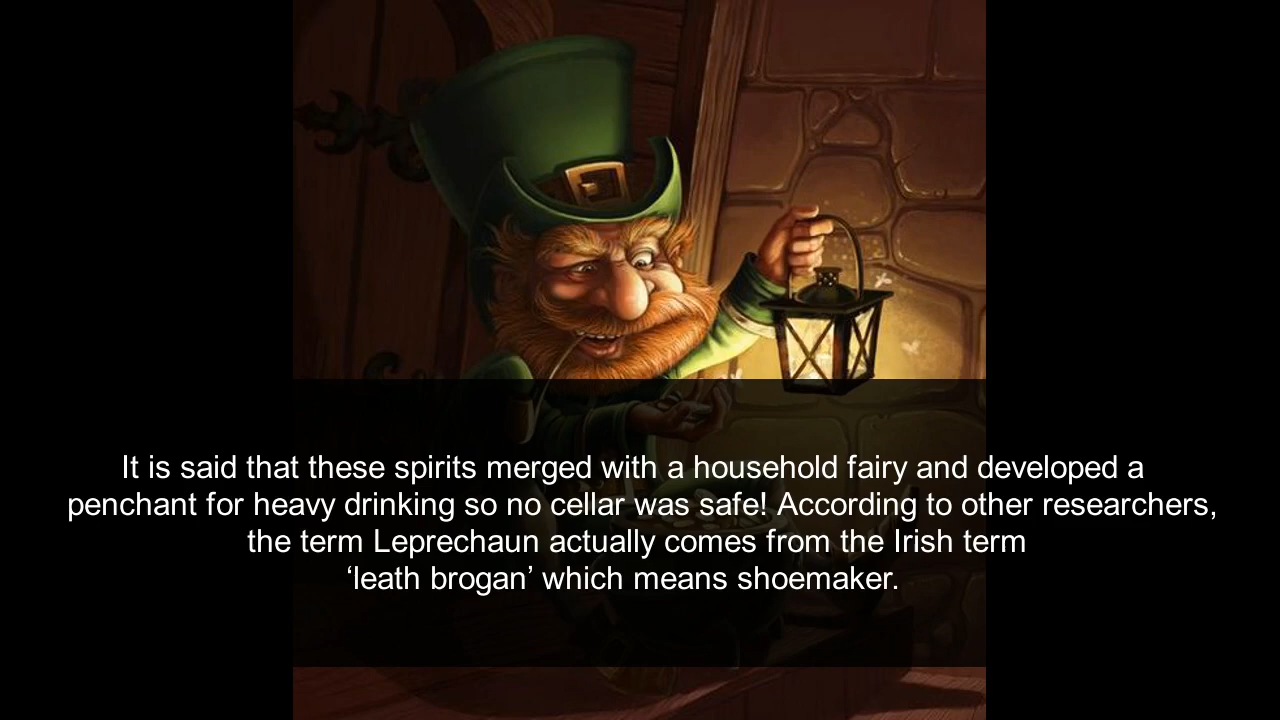 It is said that these spirits merged with a household fairy and developed a
penchant for heavy drinking so no cellar was safe! According to other researchers,
the term Leprechaun actually comes from the Irish term
‘leath brogan’ which means shoemaker.